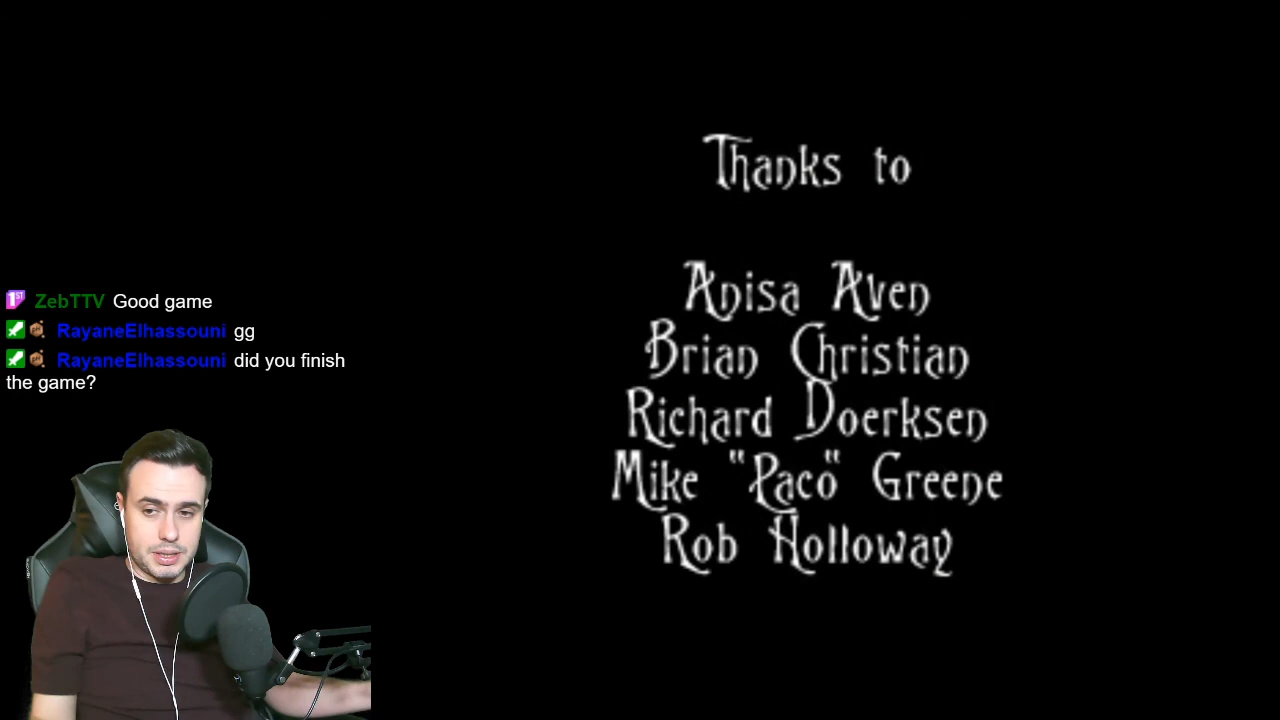 Thanks to
Anisa Aven
Brian Christian
Richard Doerksen
Mike "Paco" Greene
Rob Holloway
1ST ZebTTV Good game
RayaneElhassouni gg
RayaneElhassouni did you finish
the game?